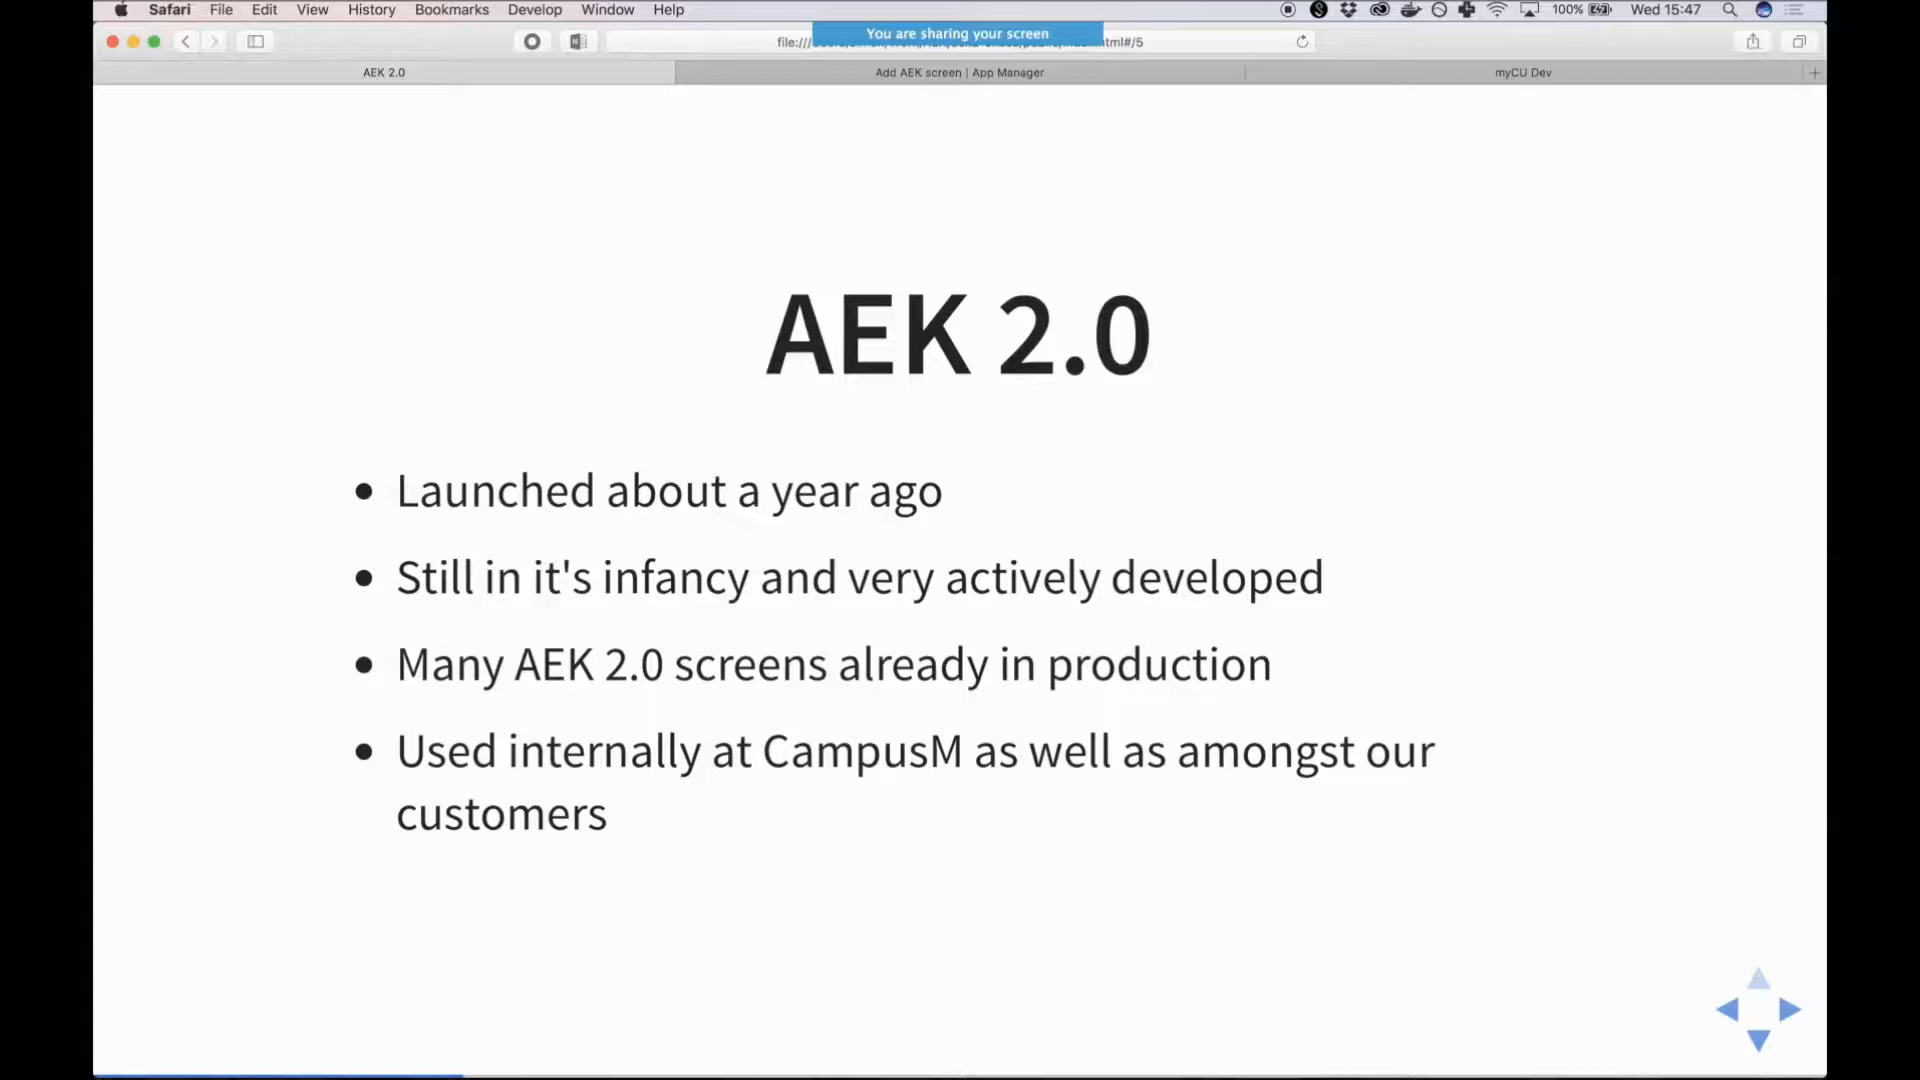 Safari File Edit View History Bookmarks Develop Window Help 100% Wed 15:47
You are sharing your screen
file:/// tml#/5
AEK 2.0 Add AEK screen | App Manager myCU Dev
AEK 2.0
• Launched about a year ago
• Still in it's infancy and very actively developed
• Many AEK 2.0 screens already in production
• Used internally at CampusM as well as amongst our
customers